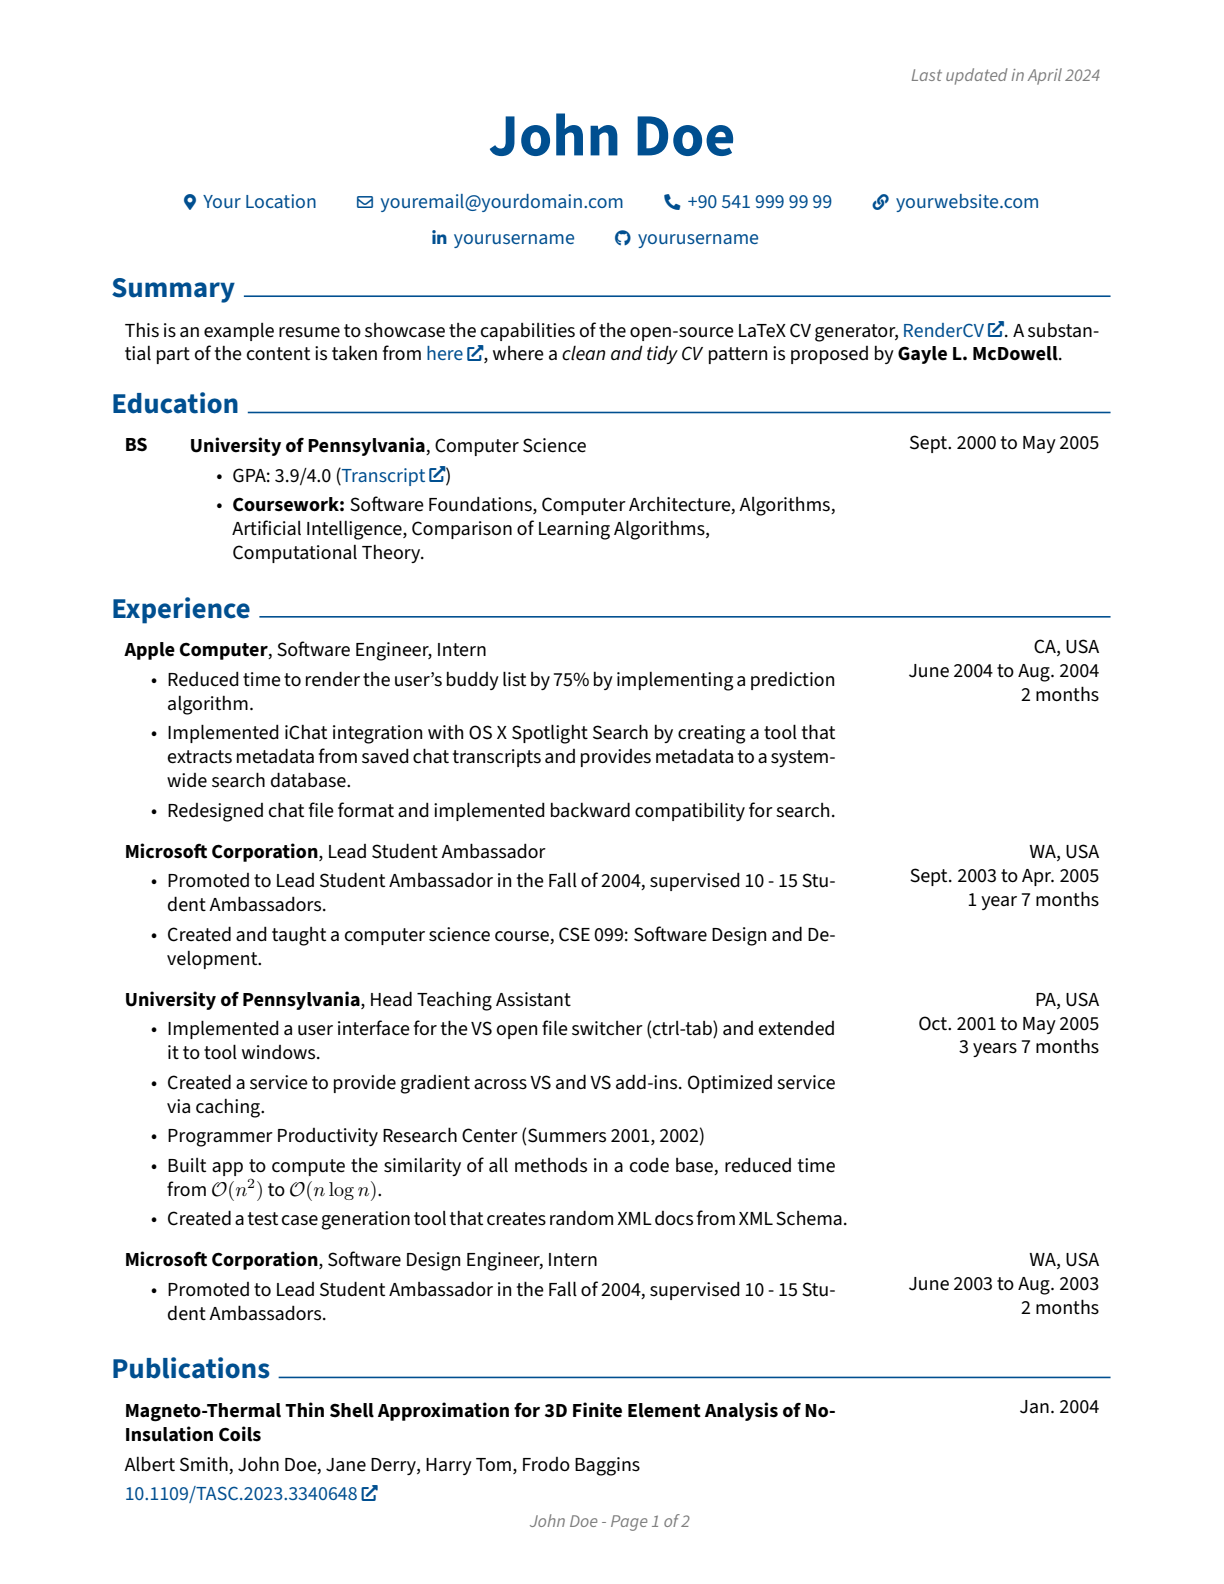 Last updated in April 2024
John Doe
Your Location youremail@yourdomain.com +90 541 999 99 99 yourwebsite.com
yourusername yourusername
Summary
This is an example resume to showcase the capabilities of the open-source LaTeX CV generator, RenderCV. A substan-
tial part of the content is taken from here, where a clean and tidy CV pattern is proposed by Gayle L. McDowell.
Education
BS University of Pennsylvania, Computer Science Sept. 2000 to May 2005
• GPA: 3.9/4.0 (Transcript)
• Coursework: Software Foundations, Computer Architecture, Algorithms,
Artificial Intelligence, Comparison of Learning Algorithms,
Computational Theory.
Experience
Apple Computer, Software Engineer, Intern CA, USA
June 2004 to Aug. 2004
2 months
• Reduced time to render the user’s buddy list by 75% by implementing a prediction
algorithm.
• Implemented iChat integration with OS X Spotlight Search by creating a tool that
extracts metadata from saved chat transcripts and provides metadata to a system-
wide search database.
• Redesigned chat file format and implemented backward compatibility for search.
Microsoft Corporation, Lead Student Ambassador WA, USA
Sept. 2003 to Apr. 2005
1 year 7 months
• Promoted to Lead Student Ambassador in the Fall of 2004, supervised 10 - 15 Stu-
dent Ambassadors.
• Created and taught a computer science course, CSE 099: Software Design and De-
velopment.
University of Pennsylvania, Head Teaching Assistant PA, USA
Oct. 2001 to May 2005
3 years 7 months
• Implemented a user interface for the VS open file switcher (ctrl-tab) and extended
it to tool windows.
• Created a service to provide gradient across VS and VS add-ins. Optimized service
via caching.
• Programmer Productivity Research Center (Summers 2001, 2002)
• Built app to compute the similarity of all methods in a code base, reduced time
from 𝒪(n²) to 𝒪(n log n).
• Created a test case generation tool that creates random XML docs from XML Schema.
Microsoft Corporation, Software Design Engineer, Intern WA, USA
June 2003 to Aug. 2003
2 months
• Promoted to Lead Student Ambassador in the Fall of 2004, supervised 10 - 15 Stu-
dent Ambassadors.
Publications
Magneto-Thermal Thin Shell Approximation for 3D Finite Element Analysis of No- Jan. 2004
Insulation Coils
Albert Smith, John Doe, Jane Derry, Harry Tom, Frodo Baggins
10.1109/TASC.2023.3340648
John Doe - Page 1 of 2